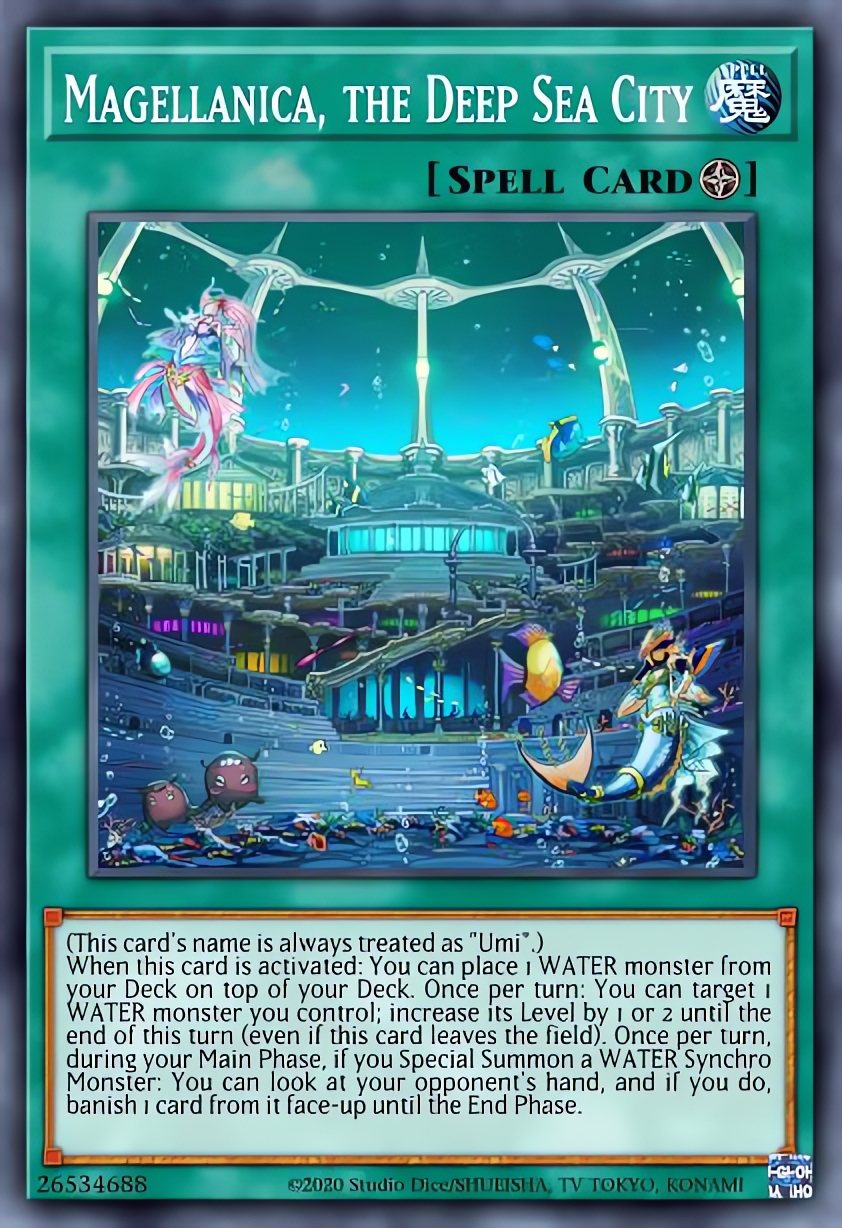 MAGELLANICA, THE DEEP SEA CITY
魔
[SPELL CARD]
(This card's name is always treated as "Umi".)
When this card is activated: You can place 1 WATER monster from
your Deck on top of your Deck. Once per turn: You can target 1
WATER monster you control; increase its Level by 1 or 2 until the
end of this turn (even if this card leaves the field). Once per turn,
during your Main Phase, if you Special Summon a WATER Synchro
Monster: You can look at your opponent's hand, and if you do,
banish 1 card from it face-up until the End Phase.
26534688
©2020 Studio Dice/SHUEISHA, TV TOKYO, KONAMI